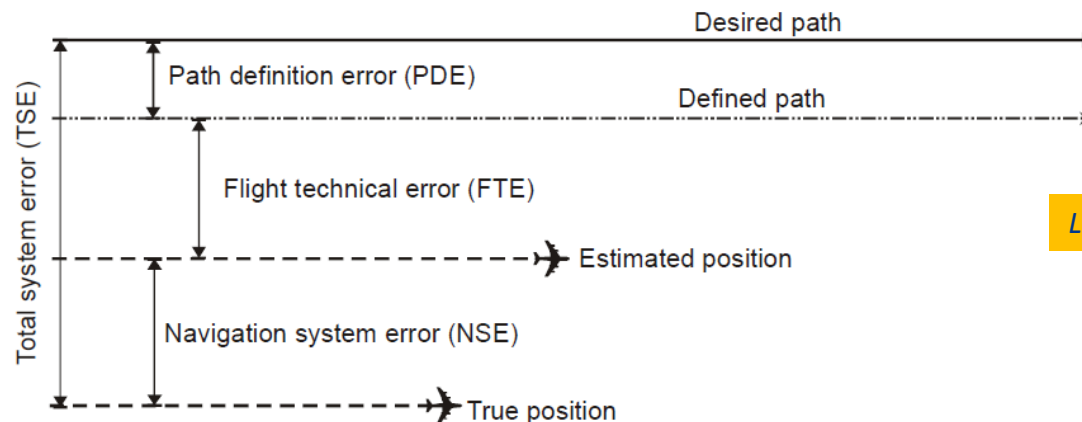 Desired path
Path definition error (PDE)
Defined path
Total system error (TSE)
Flight technical error (FTE)
L
Estimated position
Navigation system error (NSE)
True position